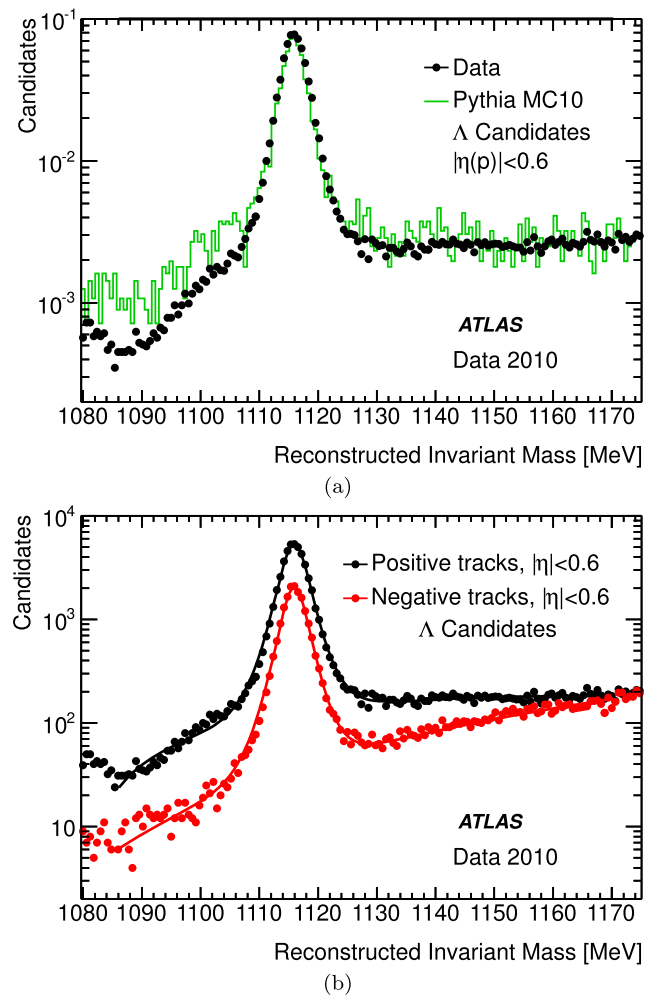 Candidates
10^-1
Data
Pythia MC10
Λ Candidates
|η(p)|<0.6
10^-2
10^-3
ATLAS
Data 2010
1080 1090 1100 1110 1120 1130 1140 1150 1160 1170
Reconstructed Invariant Mass [MeV]
(a)
Candidates
10^4
Positive tracks, |η|<0.6
Negative tracks, |η|<0.6
Λ Candidates
10^3
10^2
10
ATLAS
Data 2010
1080 1090 1100 1110 1120 1130 1140 1150 1160 1170
Reconstructed Invariant Mass [MeV]
(b)